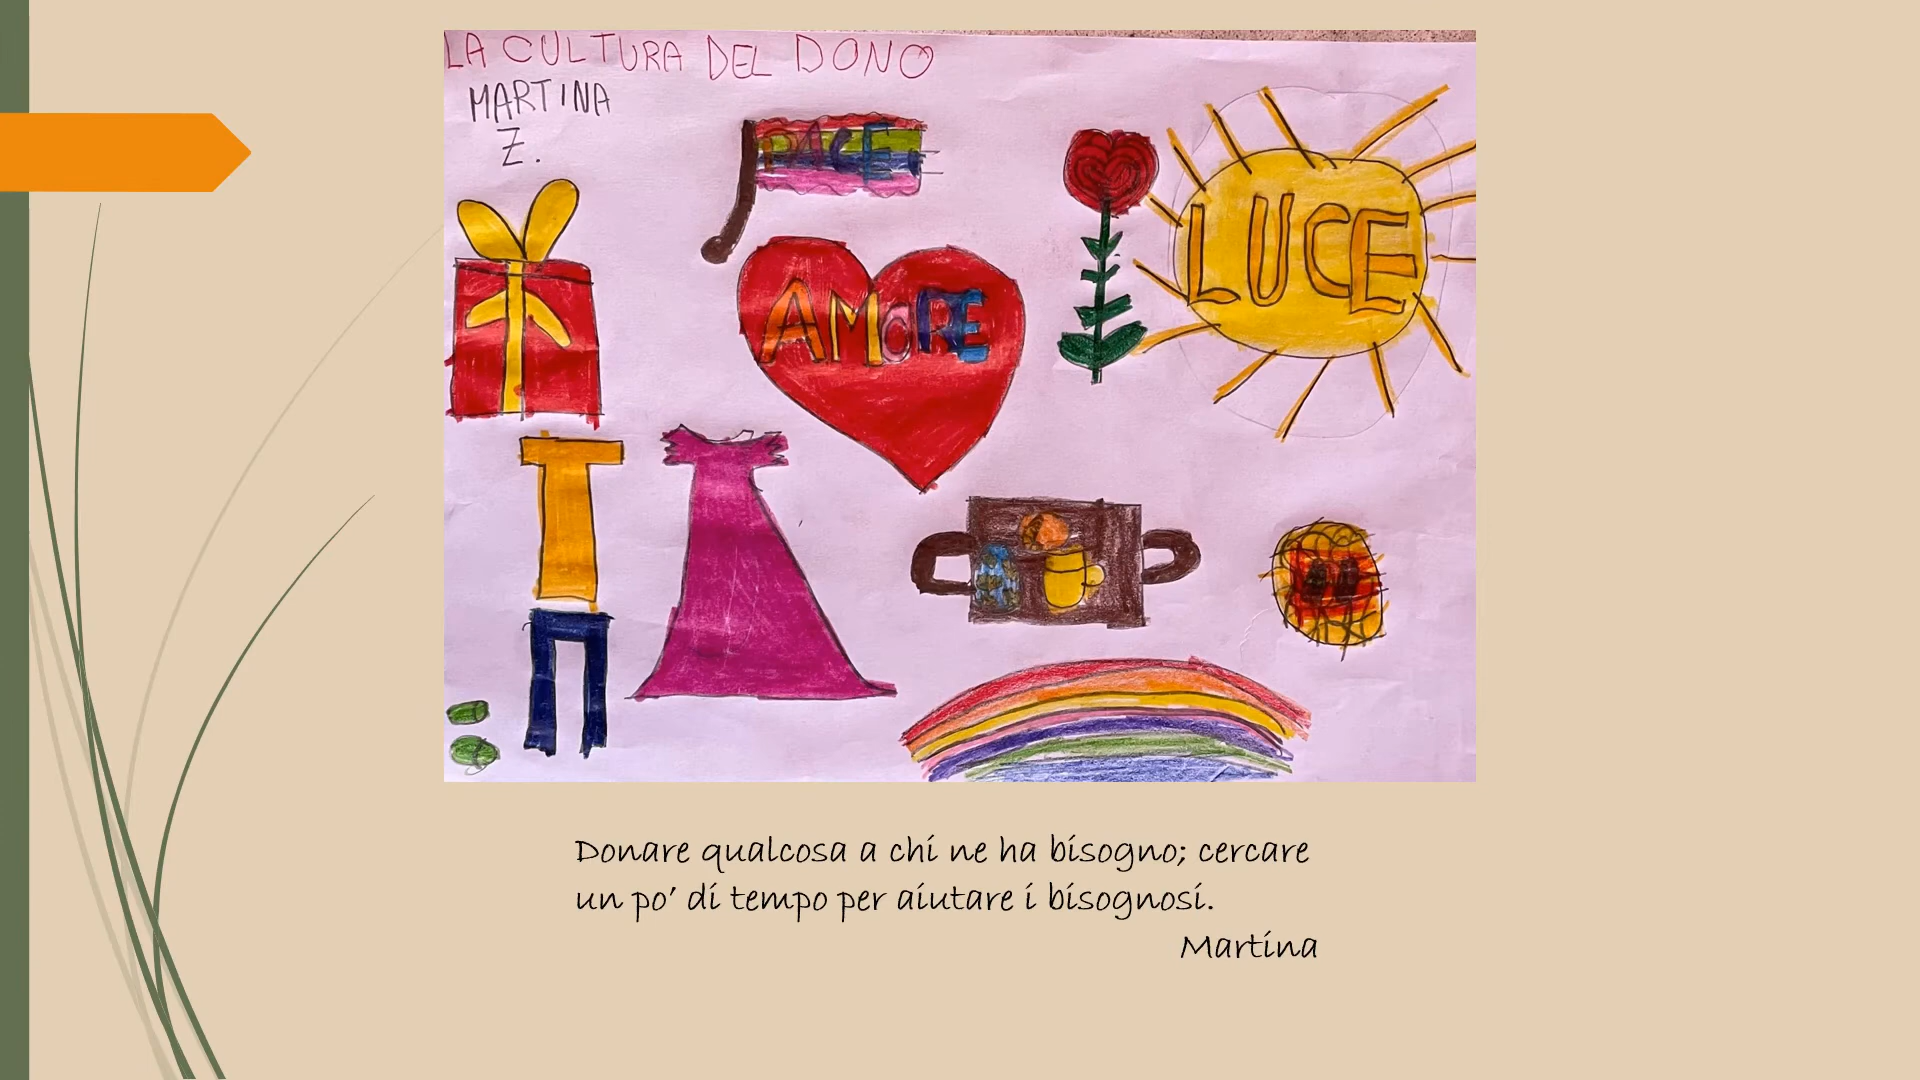 LA CULTURA DEL DONO
MARTINA
Z.
PACE
AMORE
LUCE
Donare qualcosa a chi ne ha bisogno; cercare
un po' di tempo per aiutare i bisognosi.
Martina